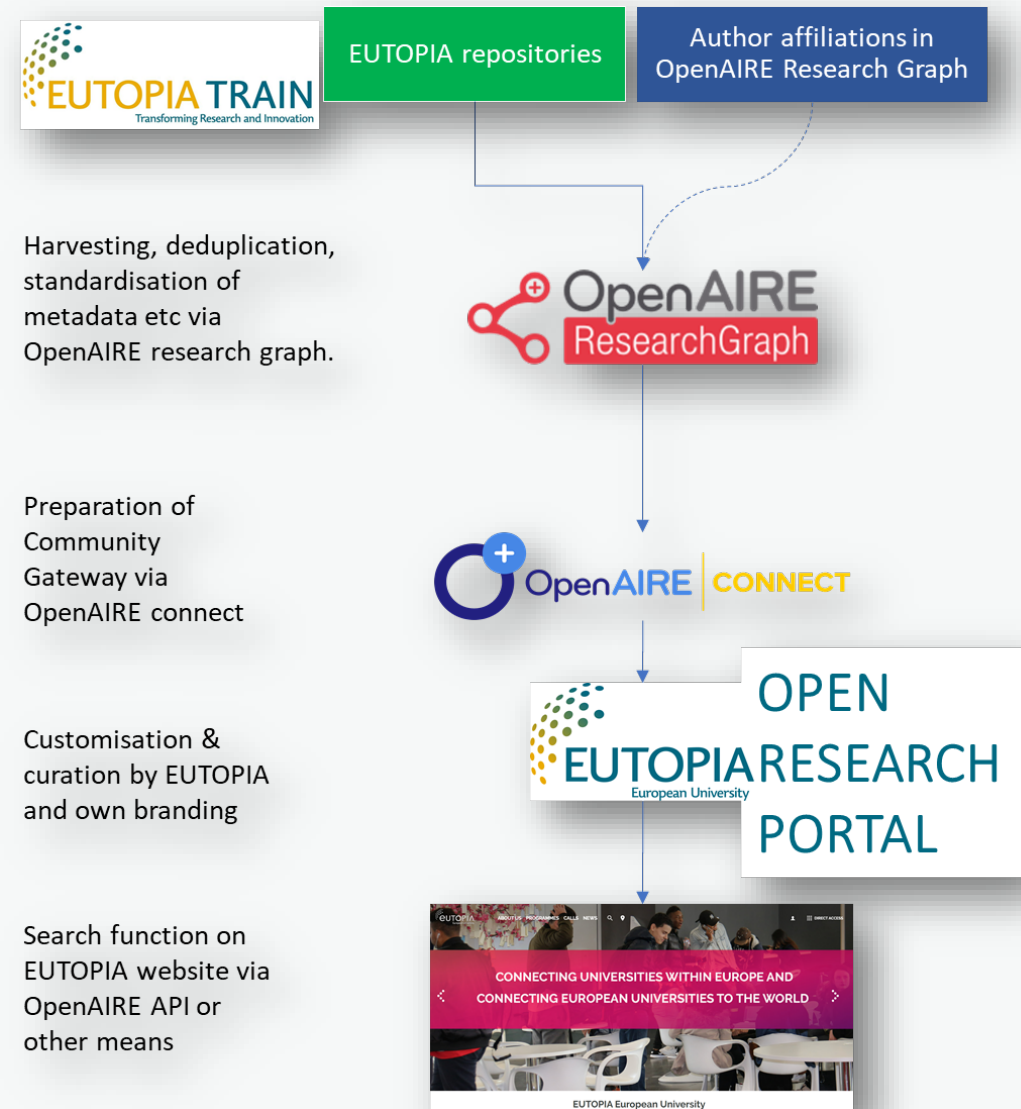 EUTOPIA TRAIN
Transforming Research and Innovation
EUTOPIA repositories
Author affiliations in
OpenAIRE Research Graph
Harvesting, deduplication,
standardisation of
metadata etc via
OpenAIRE research graph.
OpenAIRE
ResearchGraph
Preparation of
Community
Gateway via
OpenAIRE connect
OpenAIRE CONNECT
Customisation &
curation by EUTOPIA
and own branding
EUTOPIA
European University
OPEN
RESEARCH
PORTAL
Search function on
EUTOPIA website via
OpenAIRE API or
other means
EUTOPIA ABOUT US PROGRAMMES CALLS NEWS DIRECT ACCESS
CONNECTING UNIVERSITIES WITHIN EUROPE AND
CONNECTING EUROPEAN UNIVERSITIES TO THE WORLD
EUTOPIA European University